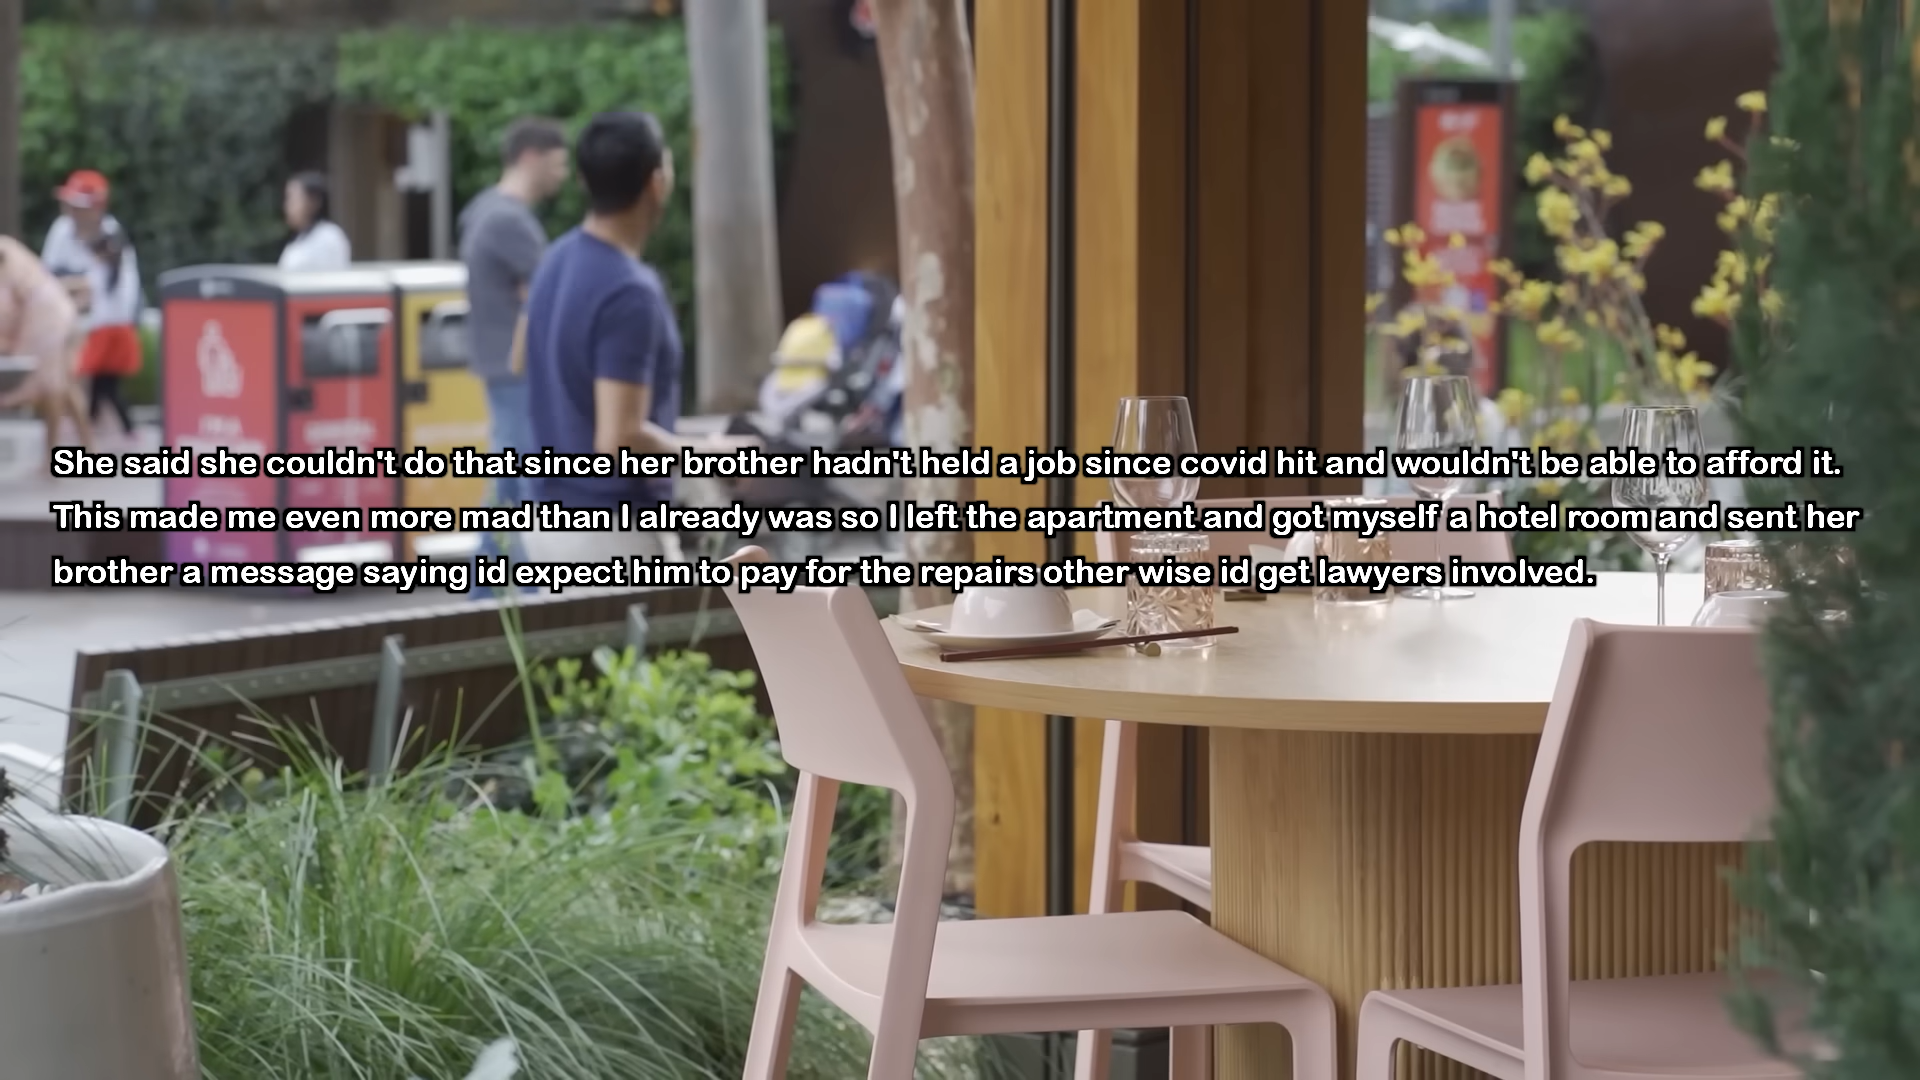 She said she couldn't do that since her brother hadn't held a job since covid hit and wouldn't be able to afford it.
This made me even more mad than I already was so I left the apartment and got myself a hotel room and sent her
brother a message saying id expect him to pay for the repairs other wise id get lawyers involved.